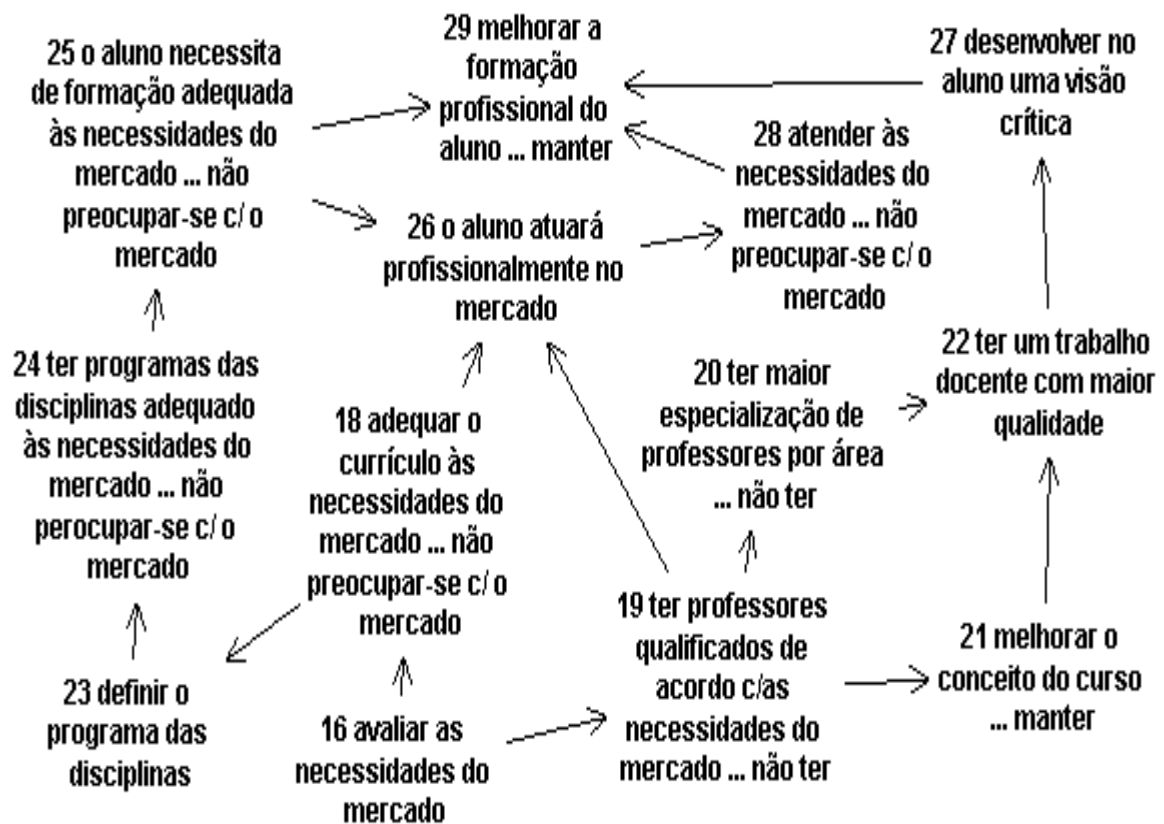 25 o aluno necessita
de formação adequada
às necessidades do
mercado ... não
preocupar-se c/ o
mercado
29 melhorar a
formação
profissional do
aluno ... manter
27 desenvolver no
aluno uma visão
crítica
28 atender às
necessidades do
mercado ... não
preocupar-se c/ o
mercado
26 o aluno atuará
profissionalmente no
mercado
24 ter programas das
disciplinas adequado
às necessidades do
mercado ... não
perocupar-se c/ o
mercado
18 adequar o
currículo às
necessidades do
mercado ... não
preocupar-se c/ o
mercado
20 ter maior
especialização de
professores por área
... não ter
22 ter um trabalho
docente com maior
qualidade
23 definir o
programa das
disciplinas
16 avaliar as
necessidades do
mercado
19 ter professores
qualificados de
acordo c/as
necessidades do
mercado ... não ter
21 melhorar o
conceito do curso
... manter